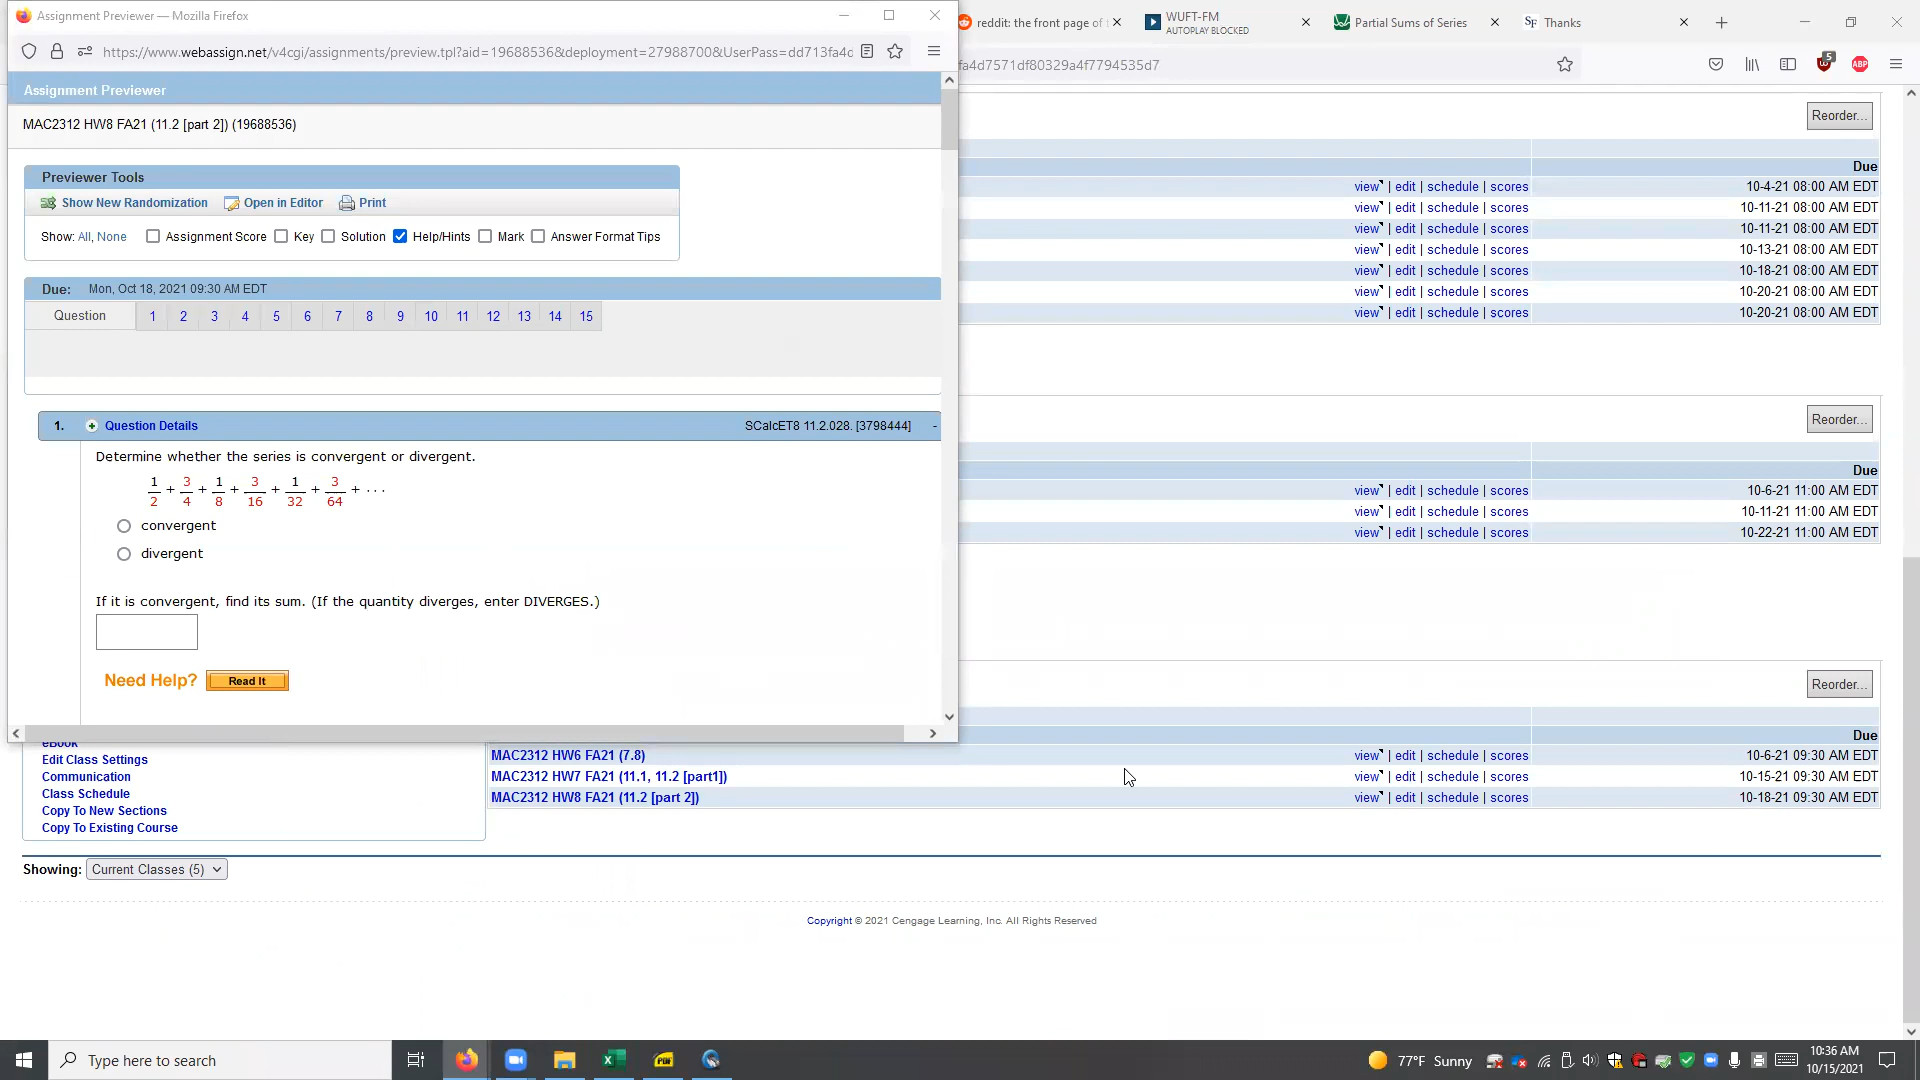 Assignment Previewer — Mozilla Firefox
reddit: the front page of t
WUFT-FM
AUTOPLAY BLOCKED
Partial Sums of Series
SF Thanks
https://www.webassign.net/v4cgi/assignments/preview.tpl?aid=19688536&deployment=27988700&UserPass=dd713fa4d
fa4d7571df80329a4f7794535d7
5
ABP
Assignment Previewer
MAC2312 HW8 FA21 (11.2 [part 2]) (19688536)
Reorder...
Due
Previewer Tools
view | edit | schedule | scores 10-4-21 08:00 AM EDT
Show New Randomization Open in Editor Print
view | edit | schedule | scores 10-11-21 08:00 AM EDT
view | edit | schedule | scores 10-11-21 08:00 AM EDT
Show: All, None Assignment Score Key Solution Help/Hints Mark Answer Format Tips
view | edit | schedule | scores 10-13-21 08:00 AM EDT
view | edit | schedule | scores 10-18-21 08:00 AM EDT
Due: Mon, Oct 18, 2021 09:30 AM EDT
view | edit | schedule | scores 10-20-21 08:00 AM EDT
Question 1 2 3 4 5 6 7 8 9 10 11 12 13 14 15
view | edit | schedule | scores 10-20-21 08:00 AM EDT
Reorder...
1. Question Details SCalcET8 11.2.028. [3798444] -
Determine whether the series is convergent or divergent.
1/2 + 3/4 + 1/8 + 3/16 + 1/32 + 3/64 + · · ·
convergent
divergent
If it is convergent, find its sum. (If the quantity diverges, enter DIVERGES.)
Need Help? Read It
Due
view | edit | schedule | scores 10-6-21 11:00 AM EDT
view | edit | schedule | scores 10-11-21 11:00 AM EDT
view | edit | schedule | scores 10-22-21 11:00 AM EDT
Reorder...
Due
eBook
Edit Class Settings
Communication
Class Schedule
Copy To New Sections
Copy To Existing Course
MAC2312 HW6 FA21 (7.8) view | edit | schedule | scores 10-6-21 09:30 AM EDT
MAC2312 HW7 FA21 (11.1, 11.2 [part1]) view | edit | schedule | scores 10-15-21 09:30 AM EDT
MAC2312 HW8 FA21 (11.2 [part 2]) view | edit | schedule | scores 10-18-21 09:30 AM EDT
Showing: Current Classes (5)
Copyright © 2021 Cengage Learning, Inc. All Rights Reserved
Type here to search
PDF
77°F Sunny
10:36 AM
10/15/2021